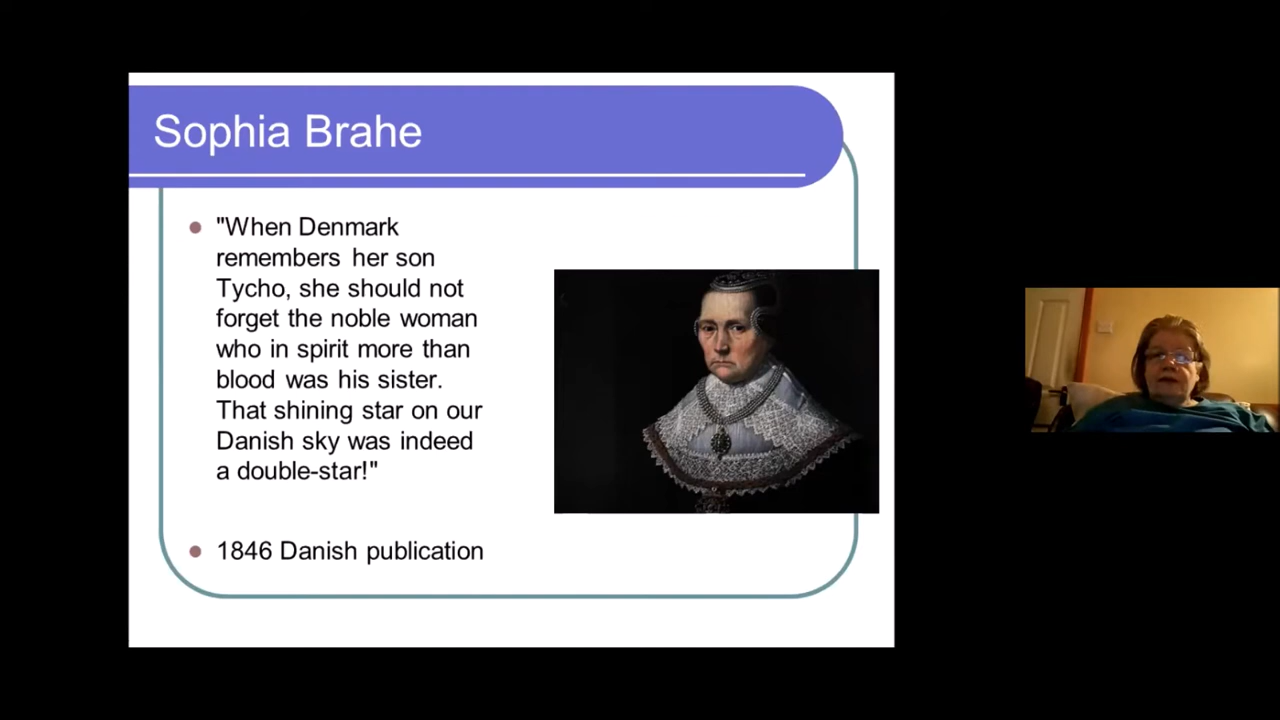 Sophia Brahe
"When Denmark
remembers her son
Tycho, she should not
forget the noble woman
who in spirit more than
blood was his sister.
That shining star on our
Danish sky was indeed
a double-star!"
1846 Danish publication